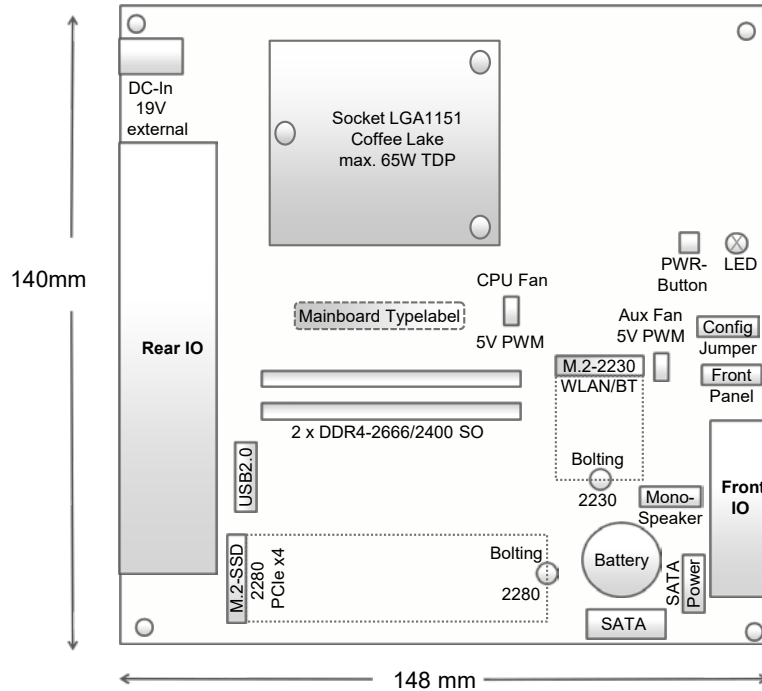 DC-In
19V
external
Socket LGA1151
Coffee Lake
max. 65W TDP
PWR-
Button
LED
140mm
CPU Fan
5V PWM
Mainboard Typelabel
Aux Fan
5V PWM
Config
Jumper
Rear IO
M.2-2230
WLAN/BT
Front
Panel
2 x DDR4-2666/2400 SO
USB2.0
Bolting
2230
Mono-
Speaker
Front
IO
M.2-SSD
2280
PCIe x4
Bolting
2280
Battery
SATA
Power
SATA
148 mm